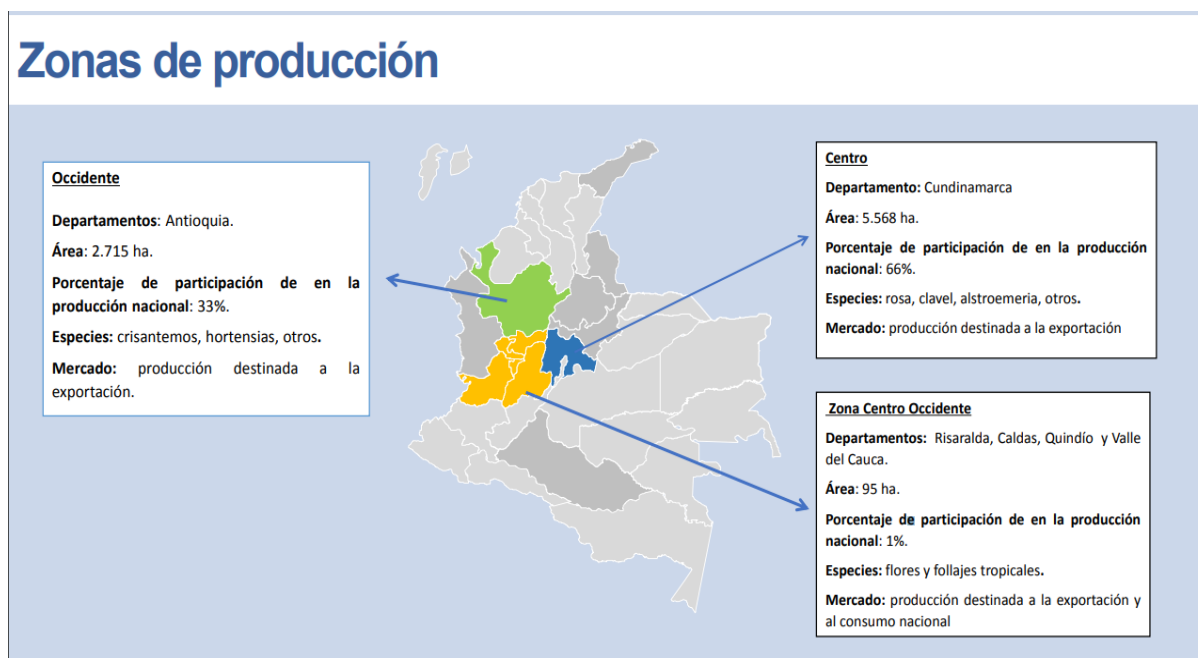 Zonas de producción
Occidente
Departamentos: Antioquia.
Área: 2.715 ha.
Porcentaje de participación de en la
producción nacional: 33%.
Especies: crisantemos, hortensias, otros.
Mercado: producción destinada a la
exportación.
Centro
Departamento: Cundinamarca
Área: 5.568 ha.
Porcentaje de participación de en la producción
nacional: 66%.
Especies: rosa, clavel, alstroemeria, otros.
Mercado: producción destinada a la exportación
Zona Centro Occidente
Departamentos: Risaralda, Caldas, Quindío y Valle
del Cauca.
Área: 95 ha.
Porcentaje de participación de en la producción
nacional: 1%.
Especies: flores y follajes tropicales.
Mercado: producción destinada a la exportación y
al consumo nacional